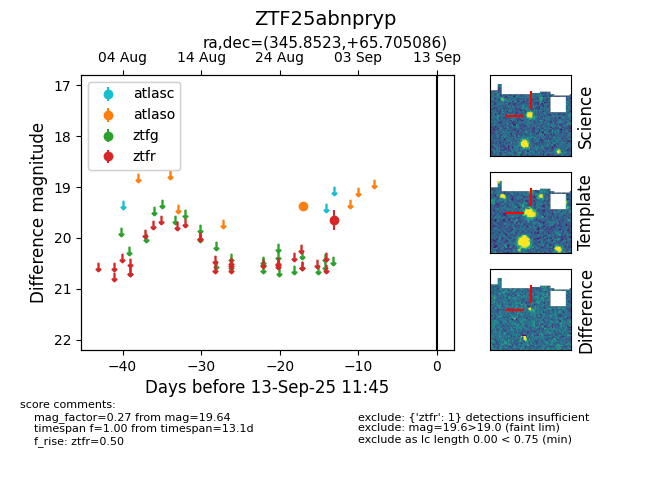 ZTF25abnpryp
ra,dec=(345.8523,+65.705086)
04 Aug 14 Aug 24 Aug 03 Sep 13 Sep
17
18
19
20
21
22
Difference magnitude
atlasc
atlaso
ztfg
ztfr
−40 −30 −20 −10 0
Days before 13-Sep-25 11:45
Science
Template
Difference
score comments:
mag_factor=0.27 from mag=19.64
timespan f=1.00 from timespan=13.1d
f_rise: ztfr=0.50
exclude: {'ztfr': 1} detections insufficient
exclude: mag=19.6>19.0 (faint lim)
exclude as lc length 0.00 < 0.75 (min)